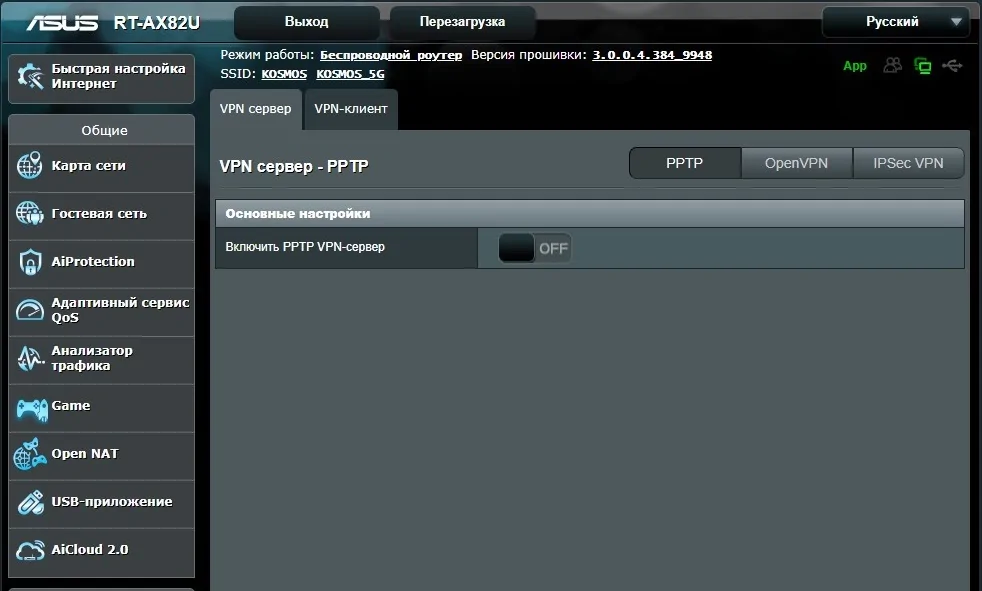 ASUS RT-AX82U Выход Перезагрузка Русский
Режим работы: Беспроводной роутер Версия прошивки: 3.0.0.4.384_9948
SSID: KOSMOS KOSMOS_5G
App
Быстрая настройка
Интернет
Общие
Карта сети
Гостевая сеть
AiProtection
Адаптивный сервис
QoS
Анализатор
трафика
Game
Open NAT
USB-приложение
AiCloud 2.0
VPN сервер VPN-клиент
VPN сервер - PPTP PPTP OpenVPN IPSec VPN
Основные настройки
Включить PPTP VPN-сервер OFF